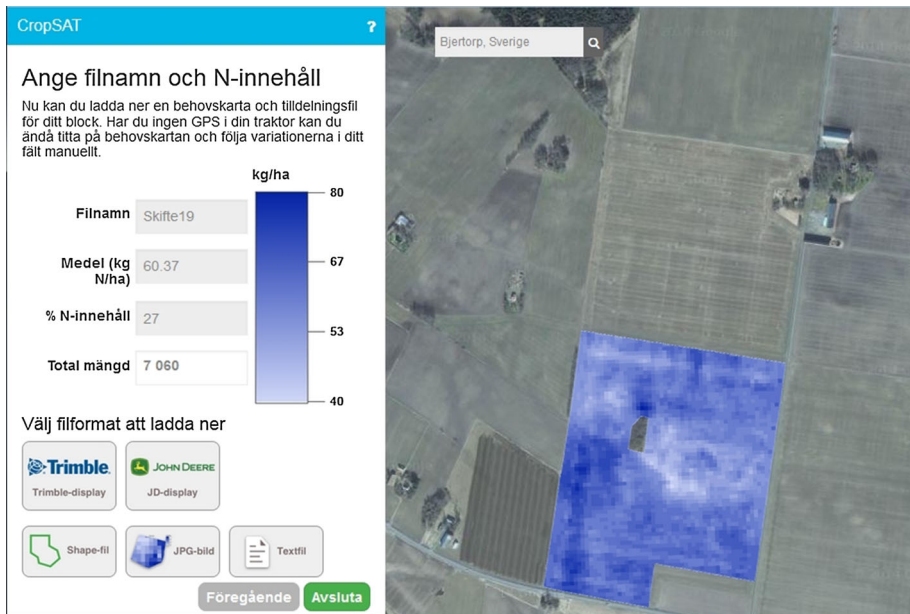 CropSAT ?
Bjertorp, Sverige
Ange filnamn och N-innehåll
Nu kan du ladda ner en behovskarta och tilldelningsfil
för ditt block. Har du ingen GPS i din traktor kan du
ändå titta på behovskartan och följa variationerna i ditt
fält manuellt.
kg/ha
80
67
53
40
Filnamn Skifte19
Medel (kg
N/ha) 60.37
% N-innehåll 27
Total mängd 7 060
Välj filformat att ladda ner
Trimble
Trimble-display
JOHN DEERE
JD-display
Shape-fil
JPG-bild
Textfil
Föregående
Avsluta